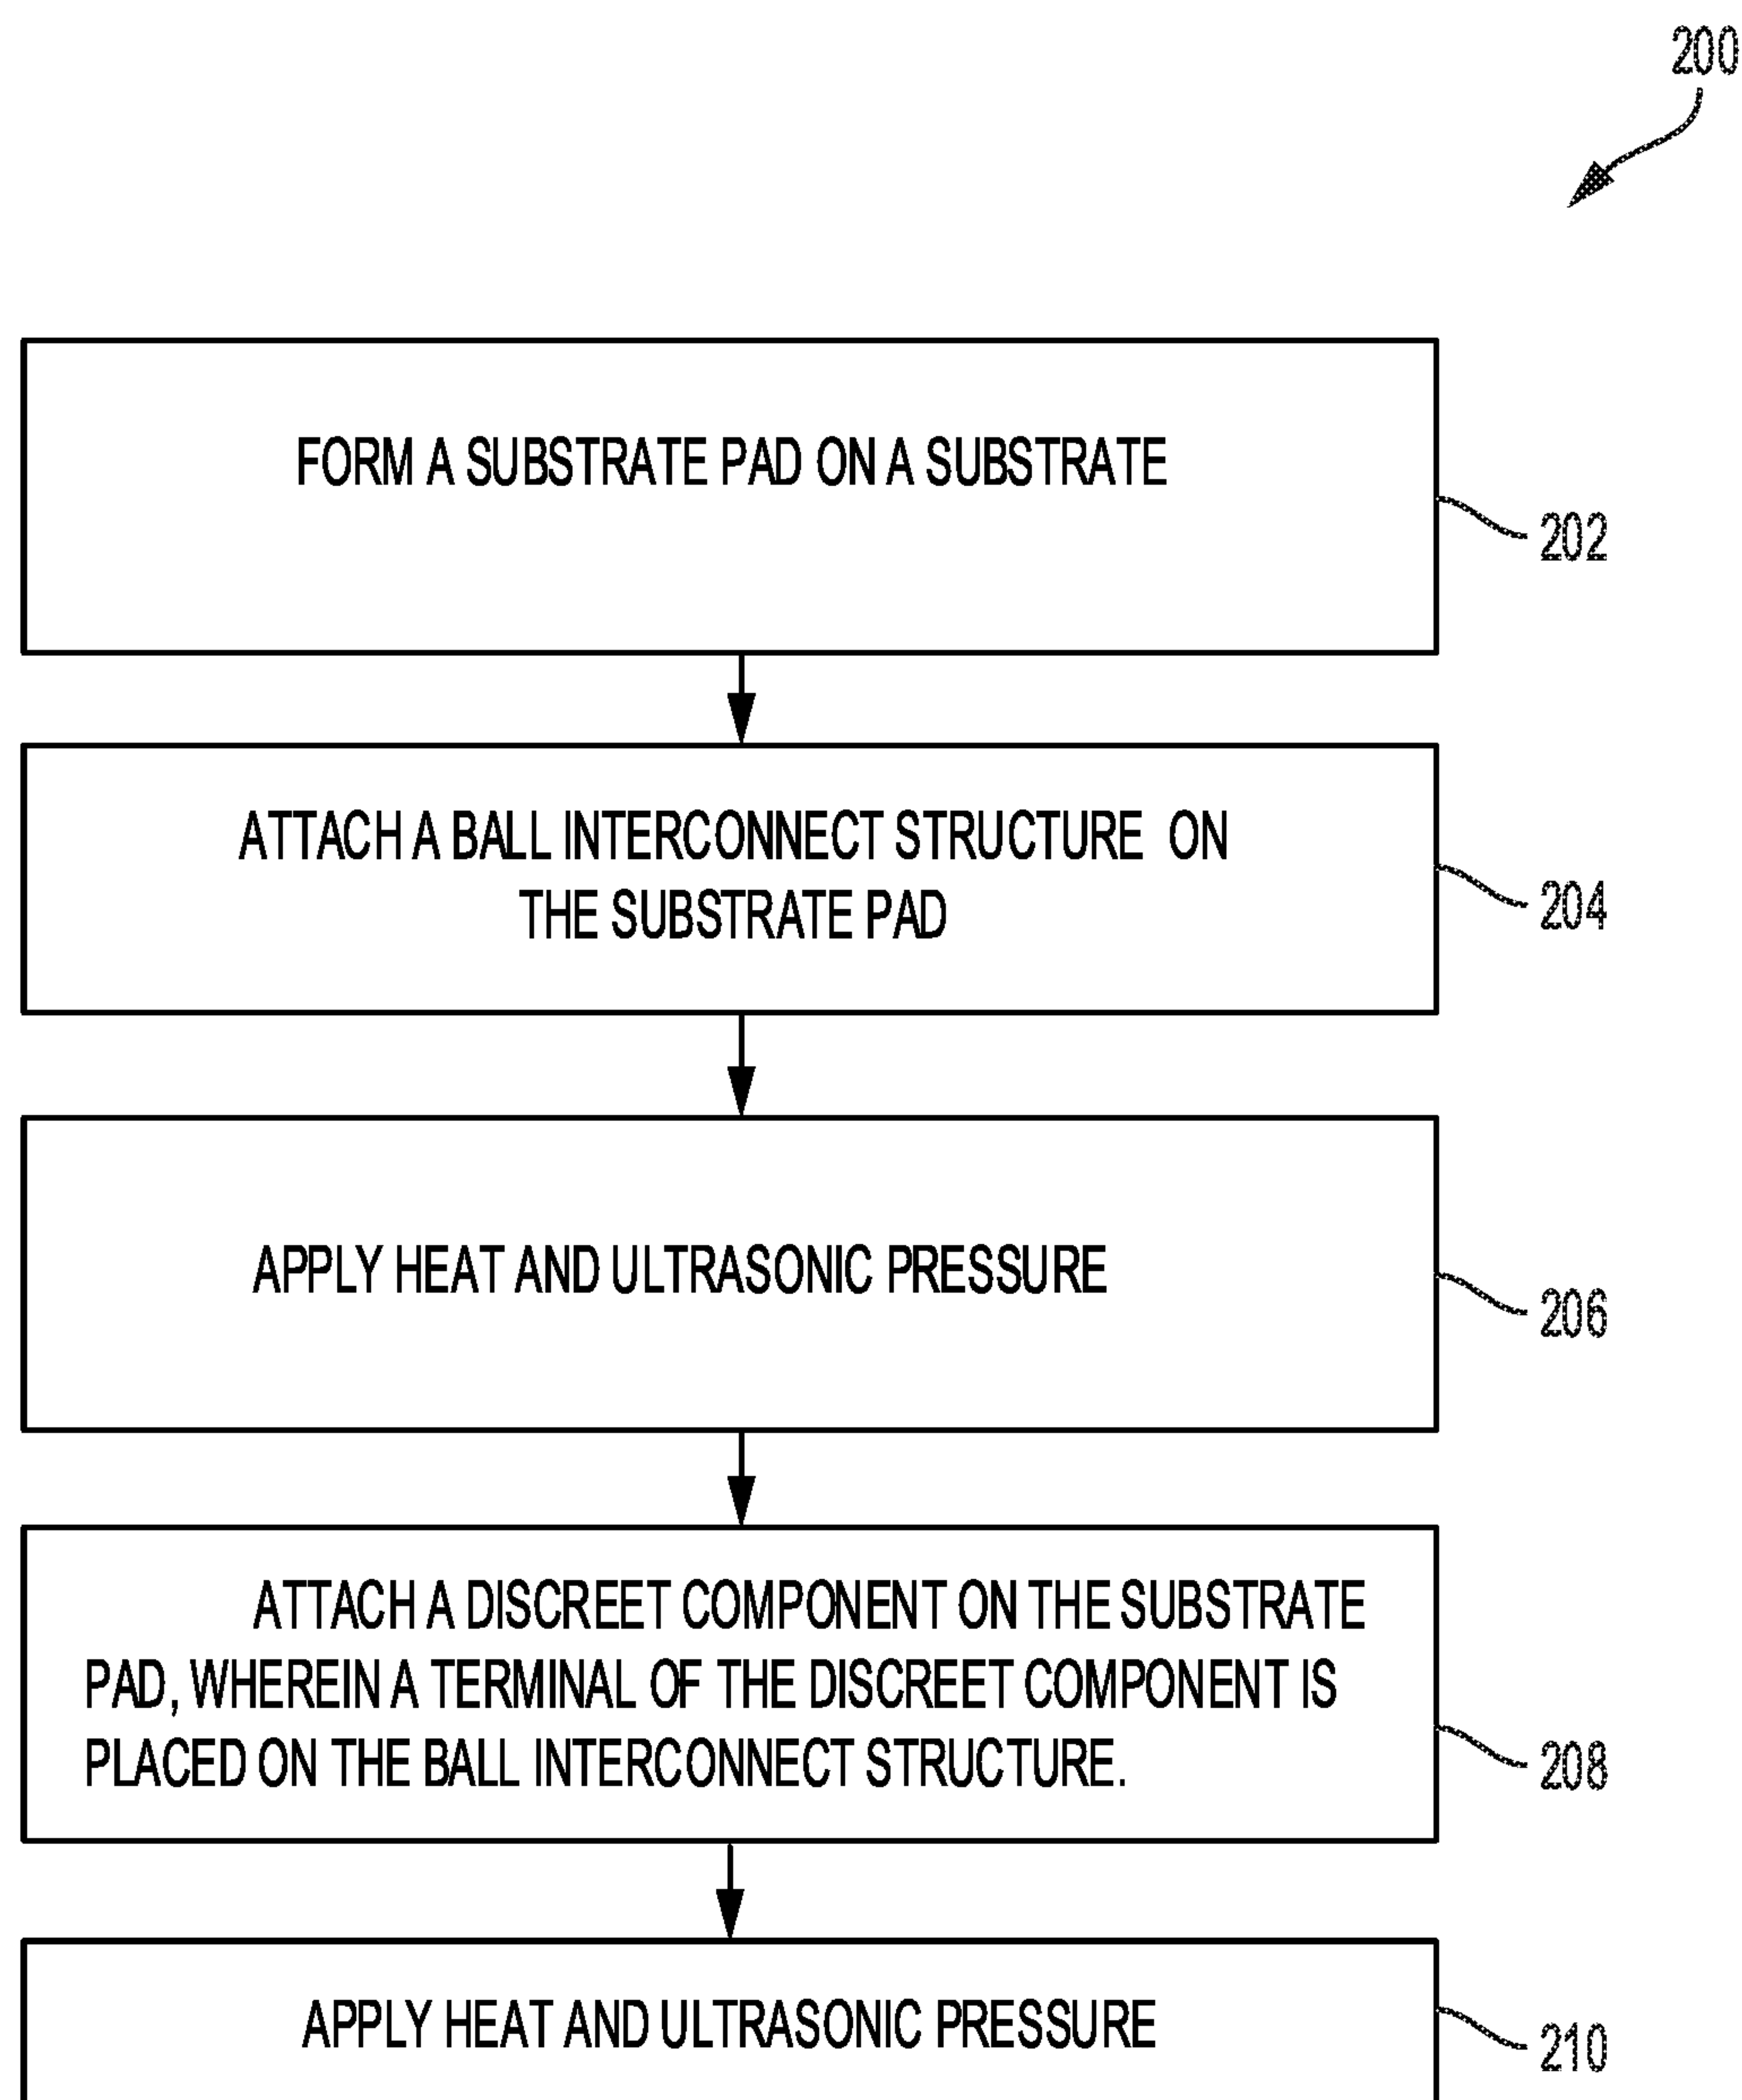 200
FORM A SUBSTRATE PAD ON A SUBSTRATE
202
ATTACH A BALL INTERCONNECT STRUCTURE ON
THE SUBSTRATE PAD
204
APPLY HEAT AND ULTRASONIC PRESSURE
206
ATTACH A DISCREET COMPONENT ON THE SUBSTRATE
PAD, WHEREIN A TERMINAL OF THE DISCREET COMPONENT IS
PLACED ON THE BALL INTERCONNECT STRUCTURE.
208
APPLY HEAT AND ULTRASONIC PRESSURE
210